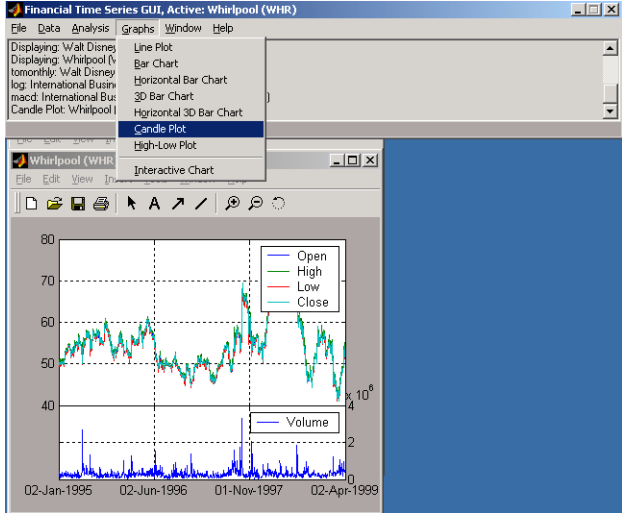 Financial Time Series GUI, Active: Whirlpool (WHR)
File Data Analysis Graphs Window Help
Displaying: Walt Disney
Displaying: Whirlpool
tomonthly: Walt Disney
log: International Busin
macd: International Bus )
Candle Plot: Whirlpool
Line Plot
Bar Chart
Horizontal Bar Chart
3D Bar Chart
Horizontal 3D Bar Chart
Candle Plot
High-Low Plot
Interactive Chart
Whirlpool (WHR
File Edit View
A
80
70
60
50
40
Open
High
Low
Close
x 10^6
4
2
0
Volume
02-Jan-1995 02-Jun-1996 01-Nov-1997 02-Apr-1999